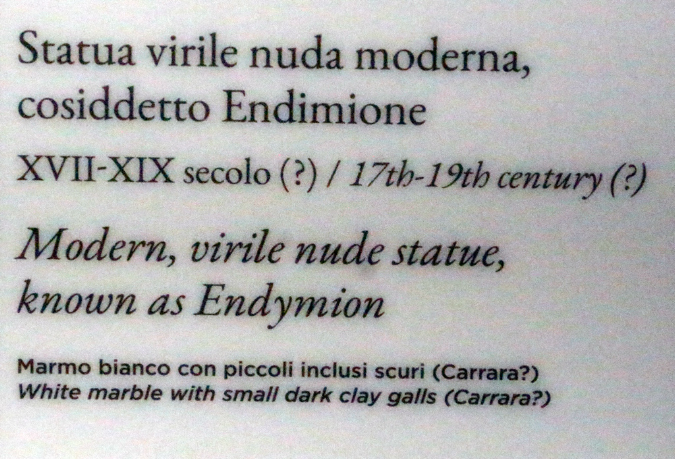 Statua virile nuda moderna,
cosiddetto Endimione
XVII-XIX secolo (?) / 17th-19th century (?)
Modern, virile nude statue,
known as Endymion
Marmo bianco con piccoli inclusi scuri (Carrara?)
White marble with small dark clay galls (Carrara?)